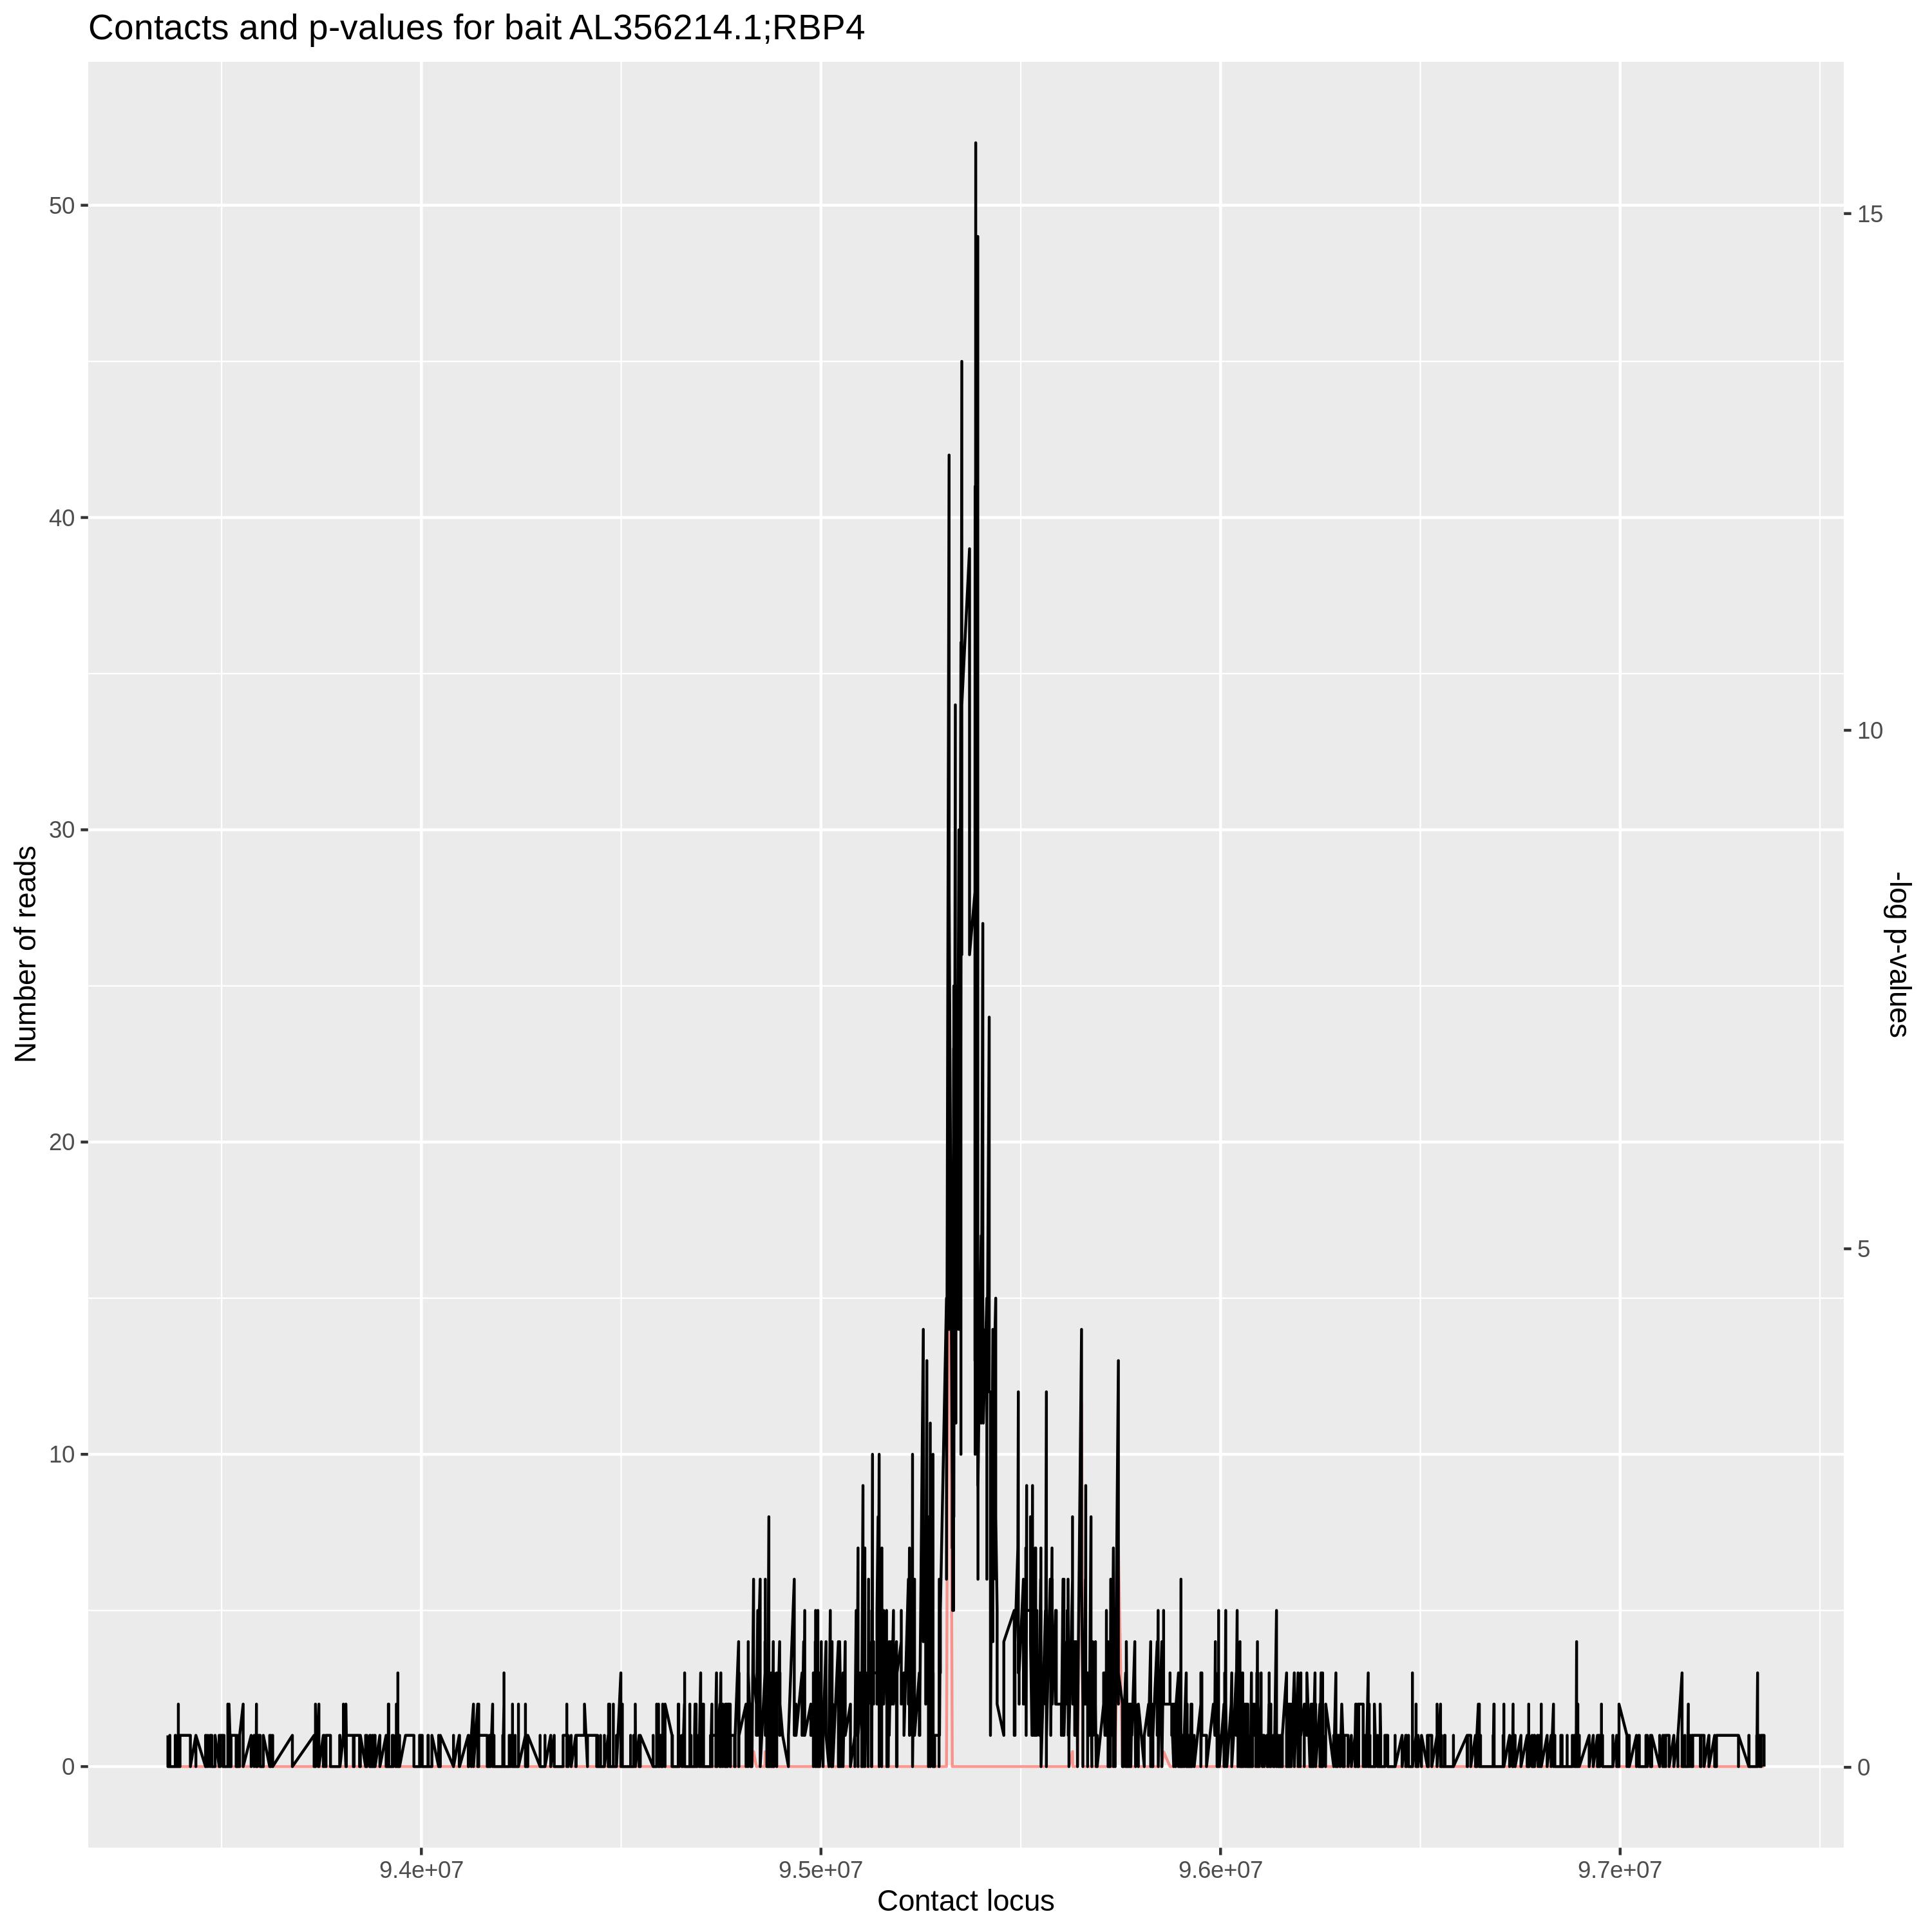 Contacts and p-values for bait AL356214.1;RBP4
50
40
30
20
10
0
Number of reads
15
10
5
0
-log p-values
9.4e+07
9.5e+07
9.6e+07
9.7e+07
Contact locus